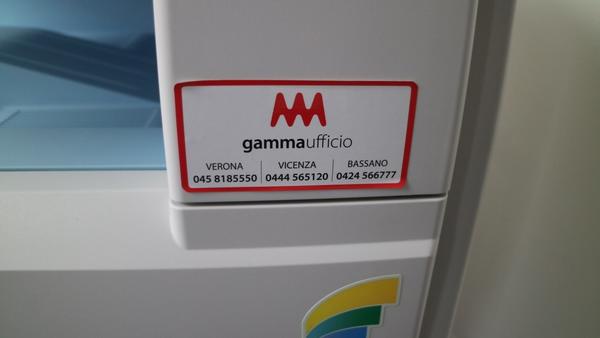 gammaufficio
VERONA VICENZA BASSANO
045 8185550 0444 565120 0424 566777